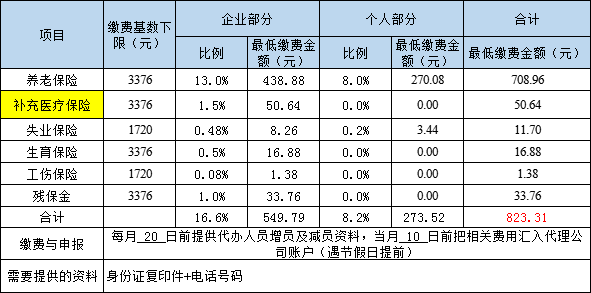 项目 缴费基数下限（元） 企业部分 个人部分 合计
比例 最低缴费金额（元） 比例 最低缴费金额（元） 最低缴费金额（元）
养老保险 3376 13.0% 438.88 8.0% 270.08 708.96
补充医疗保险 3376 1.5% 50.64 0.0% 0.00 50.64
失业保险 1720 0.48% 8.26 0.2% 3.44 11.70
生育保险 3376 0.5% 16.88 0.0% 0.00 16.88
工伤保险 1720 0.08% 1.38 0.0% 0.00 1.38
残保金 3376 1.0% 33.76 0.0% 0.00 33.76
合计 16.6% 549.79 8.2% 273.52 823.31
缴费与申报 每月 20 日前提供代办人员增员及减员资料，当月 10 日前把相关费用汇入代理公
司账户（遇节假日提前）
需要提供的资料 身份证复印件+电话号码